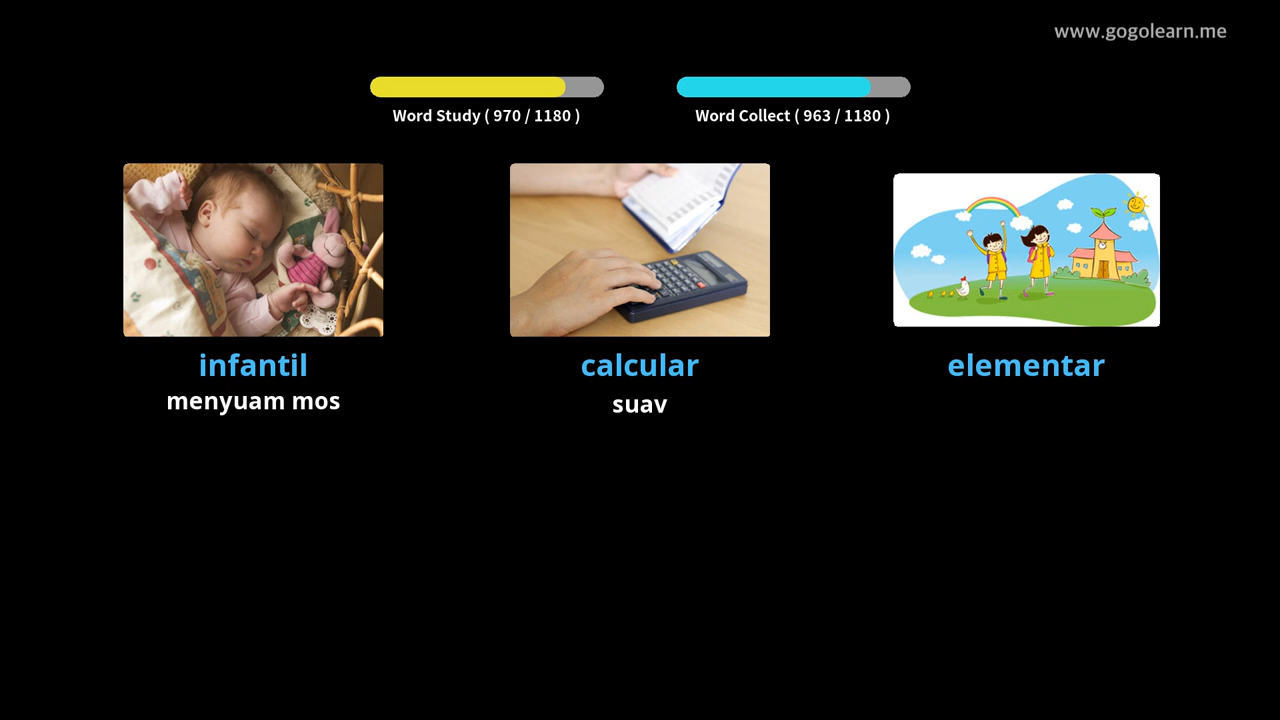 www.gogolearn.me
Word Study ( 970 / 1180 )
Word Collect ( 963 / 1180 )
infantil
menyuam mos
calcular
suav
elementar